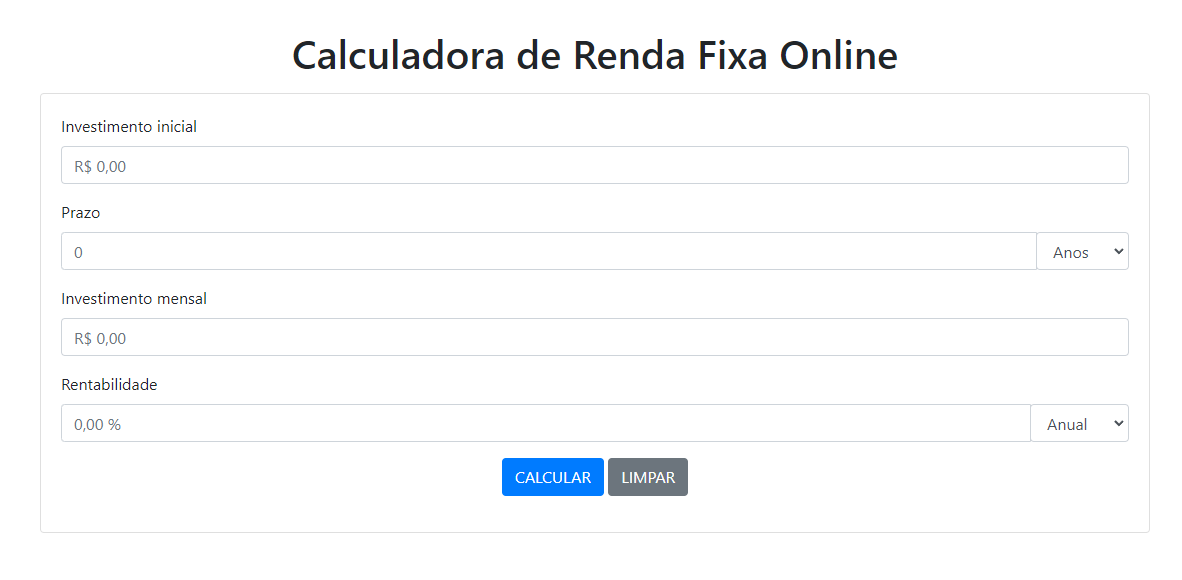 Calculadora de Renda Fixa Online
Investimento inicial
R$ 0,00
Prazo
0 Anos
Investimento mensal
R$ 0,00
Rentabilidade
0,00 % Anual
CALCULAR LIMPAR